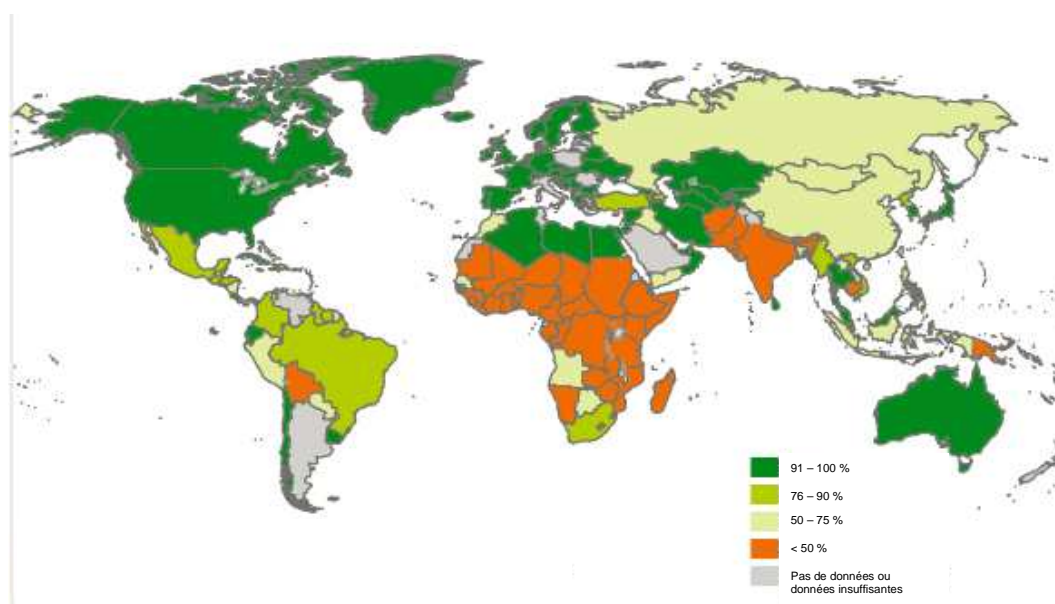 91 – 100 %
76 – 90 %
50 – 75 %
< 50 %
Pas de données ou
données insuffisantes